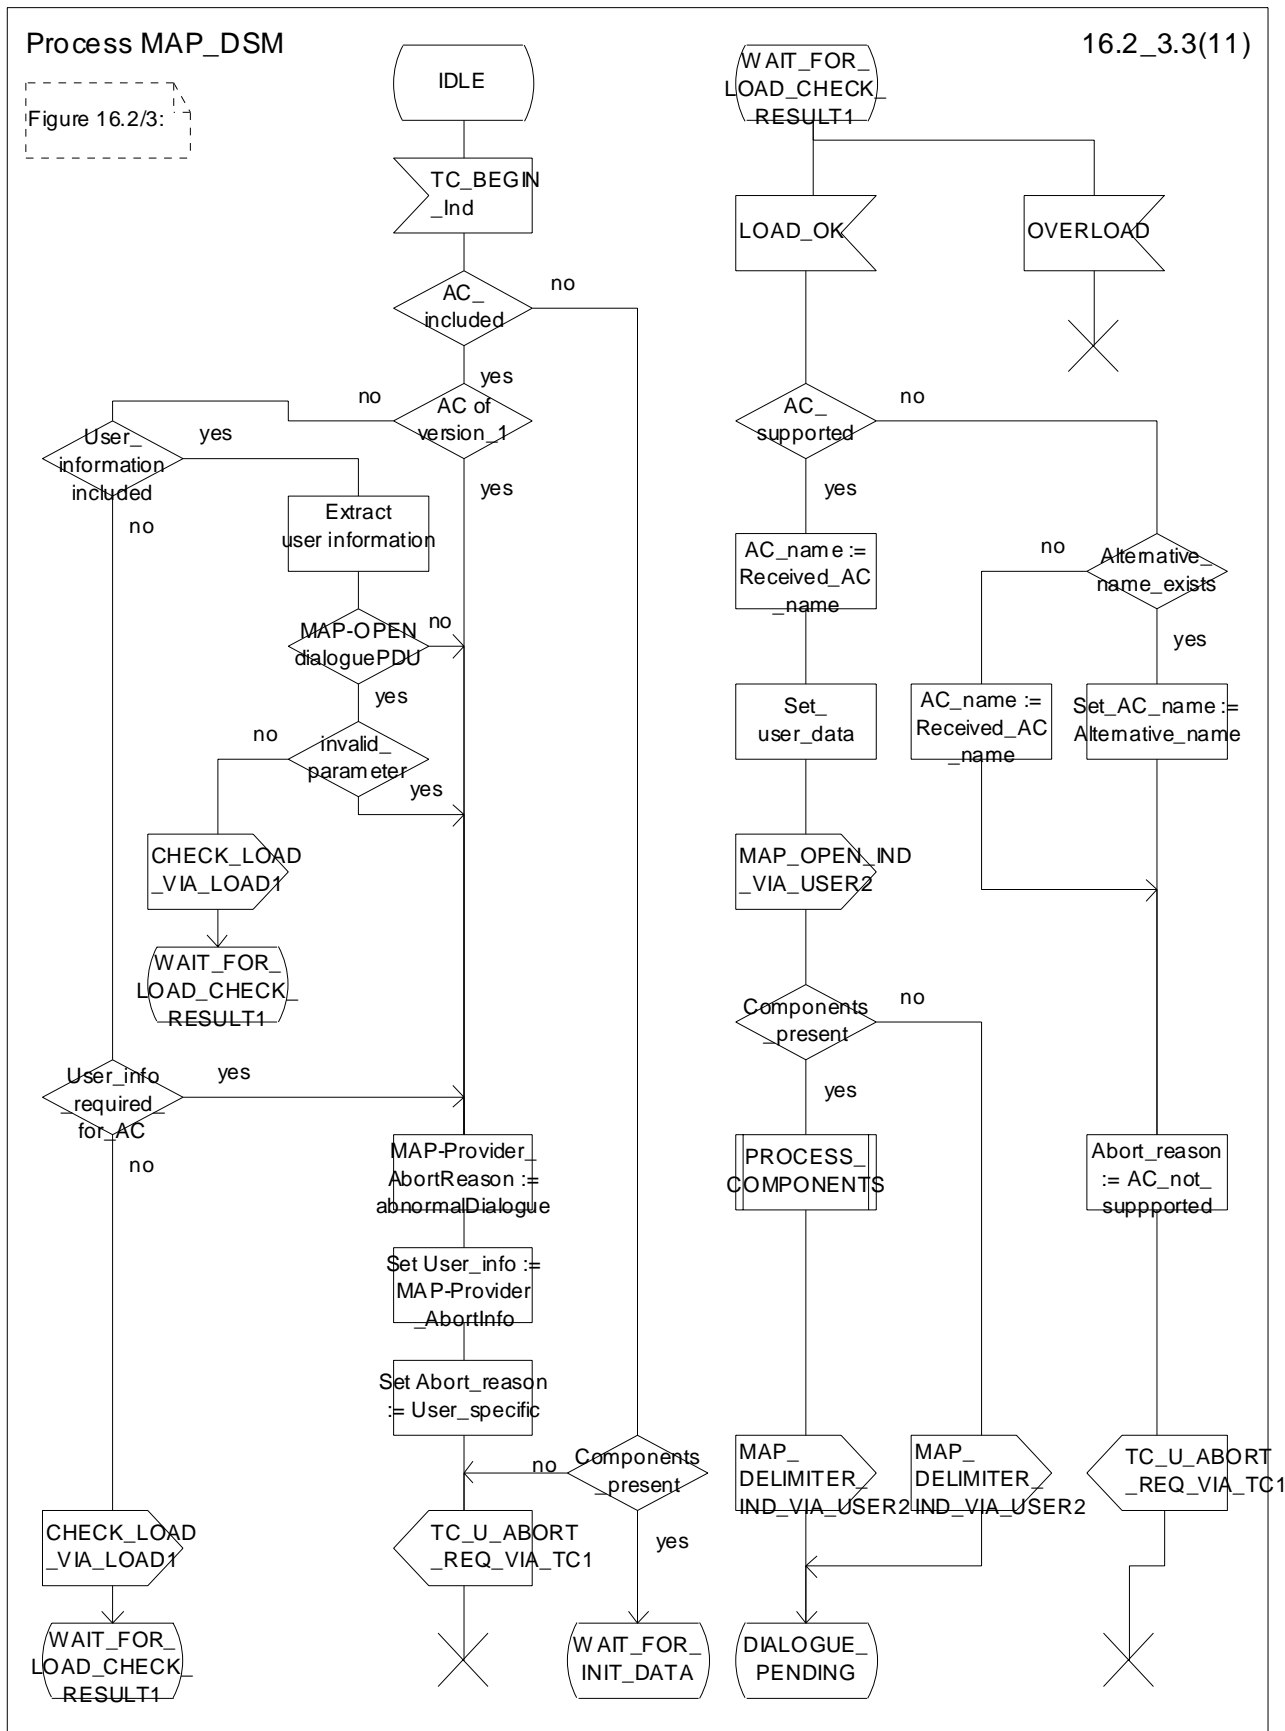 Process MAP_DSM
16.2_3.3(11)
Figure 16.2/3:
IDLE
TC_BEGIN
_Ind
AC_
included
no
yes
AC of
version_1
no
yes
User_
information
included
yes
no
Extract
user information
MAP-OPEN
dialoguePDU
no
yes
invalid_
parameter
no
yes
CHECK_LOAD
_VIA_LOAD1
WAIT_FOR_
LOAD_CHECK_
RESULT1
User_info
_required_
for_AC
yes
no
MAP-Provider_
AbortReason :=
abnormalDialogue
Set User_info :=
MAP-Provider
_AbortInfo
Set Abort_reason
:= User_specific
Components
_present
no
yes
TC_U_ABORT
_REQ_VIA_TC1
CHECK_LOAD
_VIA_LOAD1
WAIT_FOR_
LOAD_CHECK_
RESULT1
WAIT_FOR_
INIT_DATA
WAIT_FOR_
LOAD_CHECK_
RESULT1
LOAD_OK
OVERLOAD
AC_
supported
no
yes
AC_name :=
Received_AC
_name
Alternative_
name_exists
no
yes
Set_
user_data
AC_name :=
Received_AC
_name
Set_AC_name :=
Alternative_name
MAP_OPEN_IND
_VIA_USER2
Components
_present
no
yes
PROCESS_
COMPONENTS
Abort_reason
:= AC_not_
suppported
MAP_
DELIMITER_
IND_VIA_USER2
MAP_
DELIMITER_
IND_VIA_USER2
TC_U_ABORT
_REQ_VIA_TC1
DIALOGUE_
PENDING